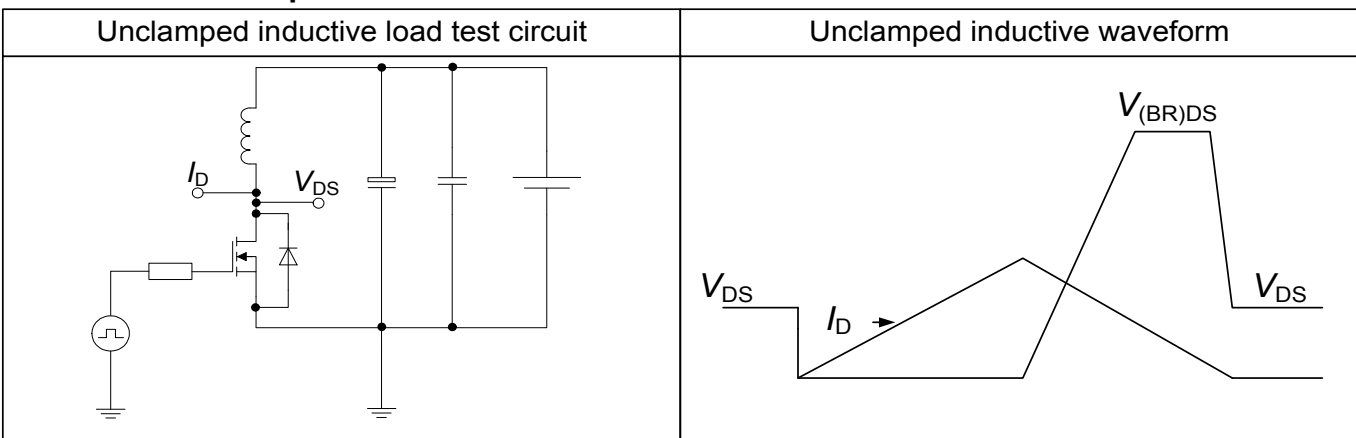 Unclamped inductive load test circuit
Unclamped inductive waveform
I_D
V_DS
V_(BR)DS
V_DS
I_D
V_DS